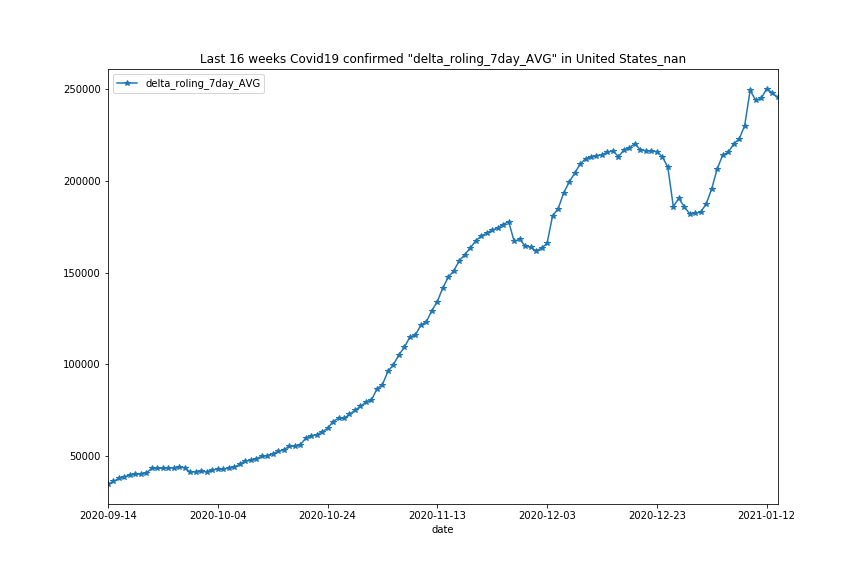 Last 16 weeks Covid19 confirmed "delta_roling_7day_AVG" in United States_nan
delta_roling_7day_AVG
250000
200000
150000
100000
50000
2020-09-14 2020-10-04 2020-10-24 2020-11-13 2020-12-03 2020-12-23 2021-01-12
date